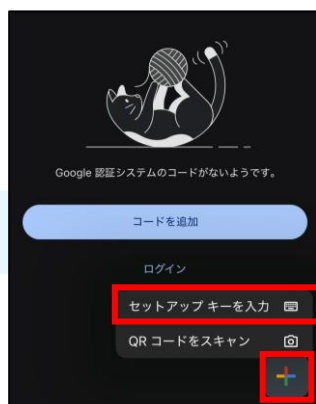 Google 認証システムのコードがないようです。
コードを追加
ログイン
セットアップ キーを入力
QR コードをスキャン